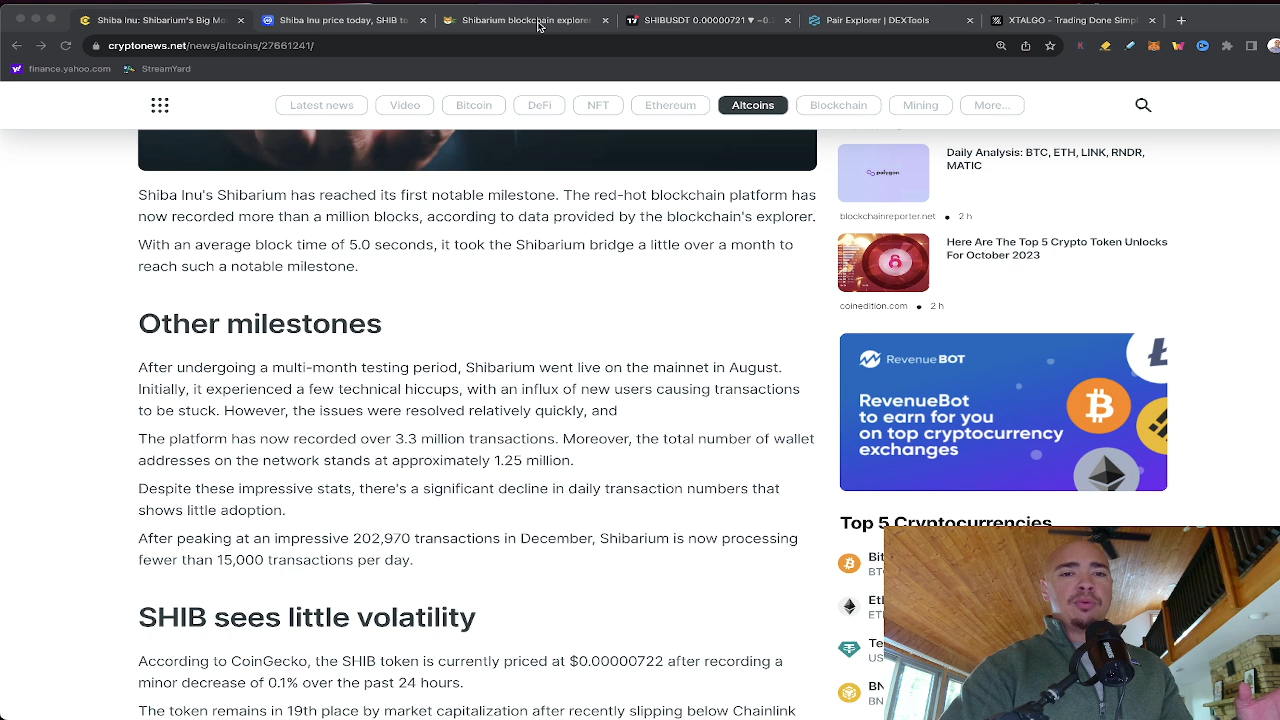 Shiba Inu: Shibarium's Big Mo
Shiba Inu price today, SHIB to
Shibarium blockchain explorer
SHIBUSDT 0.00000721 ▼ −0.
Pair Explorer | DEXTools
XTALGO - Trading Done Simpl
cryptonews.net/news/altcoins/27661241/
finance.yahoo.com
StreamYard
Latest news
Video
Bitcoin
DeFi
NFT
Ethereum
Altcoins
Blockchain
Mining
More...
Shiba Inu's Shibarium has reached its first notable milestone. The red-hot blockchain platform has
now recorded more than a million blocks, according to data provided by the blockchain's explorer.
With an average block time of 5.0 seconds, it took the Shibarium bridge a little over a month to
reach such a notable milestone.
Other milestones
After undergoing a multi-month testing period, Shibarium went live on the mainnet in August.
Initially, it experienced a few technical hiccups, with an influx of new users causing transactions
to be stuck. However, the issues were resolved relatively quickly, and
The platform has now recorded over 3.3 million transactions. Moreover, the total number of wallet
addresses on the network stands at approximately 1.25 million.
Despite these impressive stats, there's a significant decline in daily transaction numbers that
shows little adoption.
After peaking at an impressive 202,970 transactions in December, Shibarium is now processing
fewer than 15,000 transactions per day.
SHIB sees little volatility
According to CoinGecko, the SHIB token is currently priced at $0.00000722 after recording a
minor decrease of 0.1% over the past 24 hours.
The token remains in 19th place by market capitalization after recently slipping below Chainlink
Daily Analysis: BTC, ETH, LINK, RNDR,
MATIC
polygon
blockchainreporter.net ● 2 h
Here Are The Top 5 Crypto Token Unlocks
For October 2023
coinedition.com ● 2 h
Revenue BOT
RevenueBot
to earn for you
on top cryptocurrency
exchanges
Top 5 Cryptocurrencies
Bit
BTC
Eth
ETH
Te
US
BN
BN